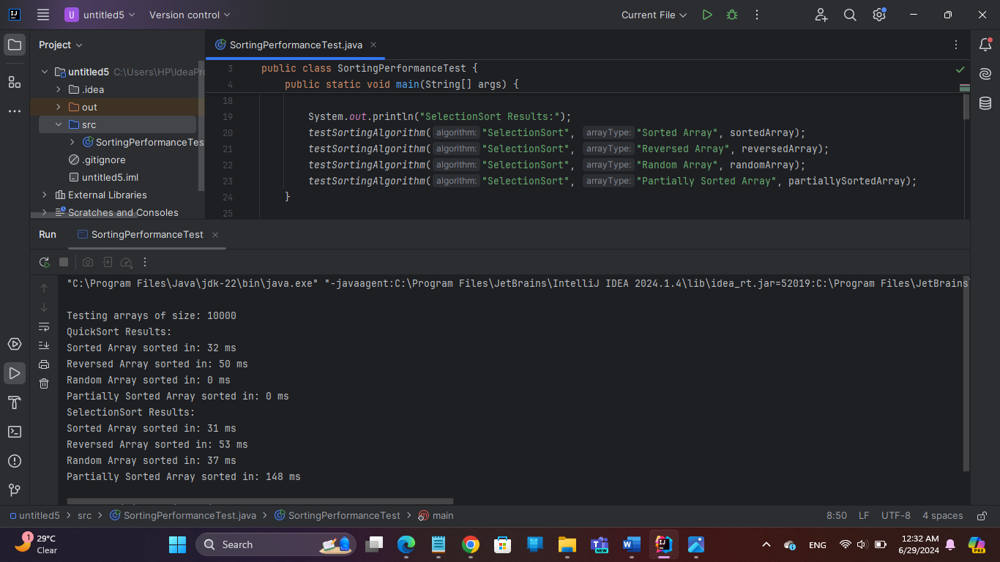 U untitled5 Version control Current File
Project
SortingPerformanceTest.java
untitled5 C:\Users\HP\IdeaPro
.idea
out
src
SortingPerformanceTest
.gitignore
untitled5.iml
External Libraries
Scratches and Consoles
3 public class SortingPerformanceTest {
4 public static void main(String[] args) {
18
19 System.out.println("SelectionSort Results:");
20 testSortingAlgorithm( algorithm: "SelectionSort", arrayType: "Sorted Array", sortedArray);
21 testSortingAlgorithm( algorithm: "SelectionSort", arrayType: "Reversed Array", reversedArray);
22 testSortingAlgorithm( algorithm: "SelectionSort", arrayType: "Random Array", randomArray);
23 testSortingAlgorithm( algorithm: "SelectionSort", arrayType: "Partially Sorted Array", partiallySortedArray);
24 }
25
Run SortingPerformanceTest
"C:\Program Files\Java\jdk-22\bin\java.exe" "-javaagent:C:\Program Files\JetBrains\IntelliJ IDEA 2024.1.4\lib\idea_rt.jar=52019:C:\Program Files\JetBrains
Testing arrays of size: 10000
QuickSort Results:
Sorted Array sorted in: 32 ms
Reversed Array sorted in: 50 ms
Random Array sorted in: 0 ms
Partially Sorted Array sorted in: 0 ms
SelectionSort Results:
Sorted Array sorted in: 31 ms
Reversed Array sorted in: 53 ms
Random Array sorted in: 37 ms
Partially Sorted Array sorted in: 148 ms
untitled5 > src > SortingPerformanceTest.java > SortingPerformanceTest > main 8:50 LF UTF-8 4 spaces
1 29°C
Clear
Search
NEW
ENG
12:32 AM
6/29/2024
PRE